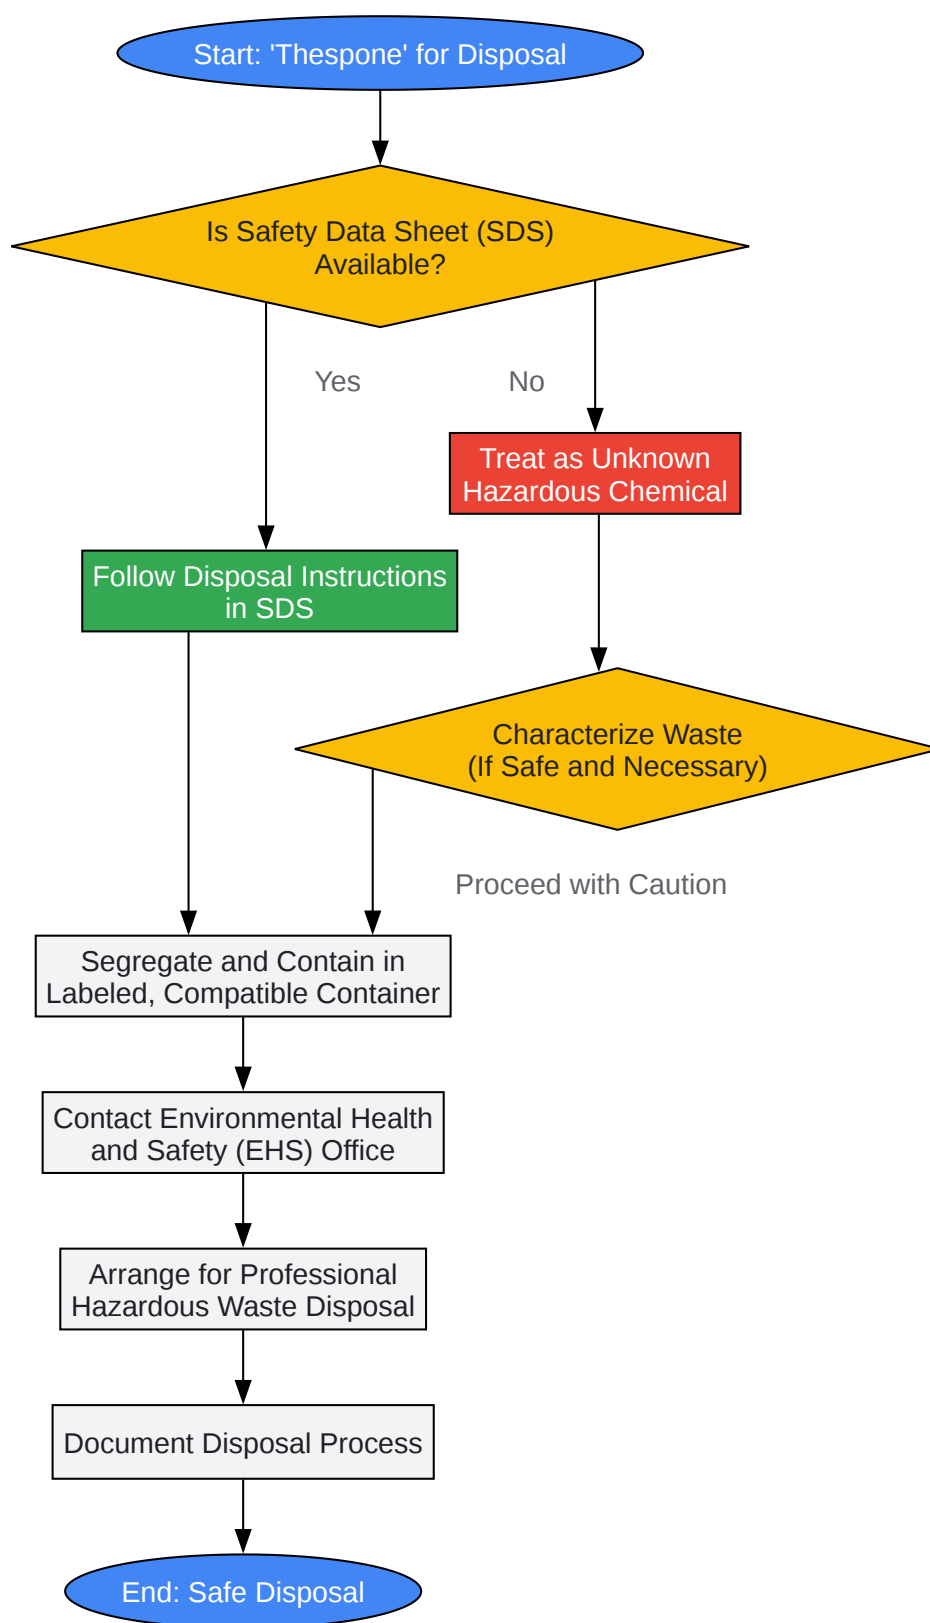 Start: 'Thespone' for Disposal
Is Safety Data Sheet (SDS)
Available?
Yes
No
Treat as Unknown
Hazardous Chemical
Follow Disposal Instructions
in SDS
Characterize Waste
(If Safe and Necessary)
Proceed with Caution
Segregate and Contain in
Labeled, Compatible Container
Contact Environmental Health
and Safety (EHS) Office
Arrange for Professional
Hazardous Waste Disposal
Document Disposal Process
End: Safe Disposal